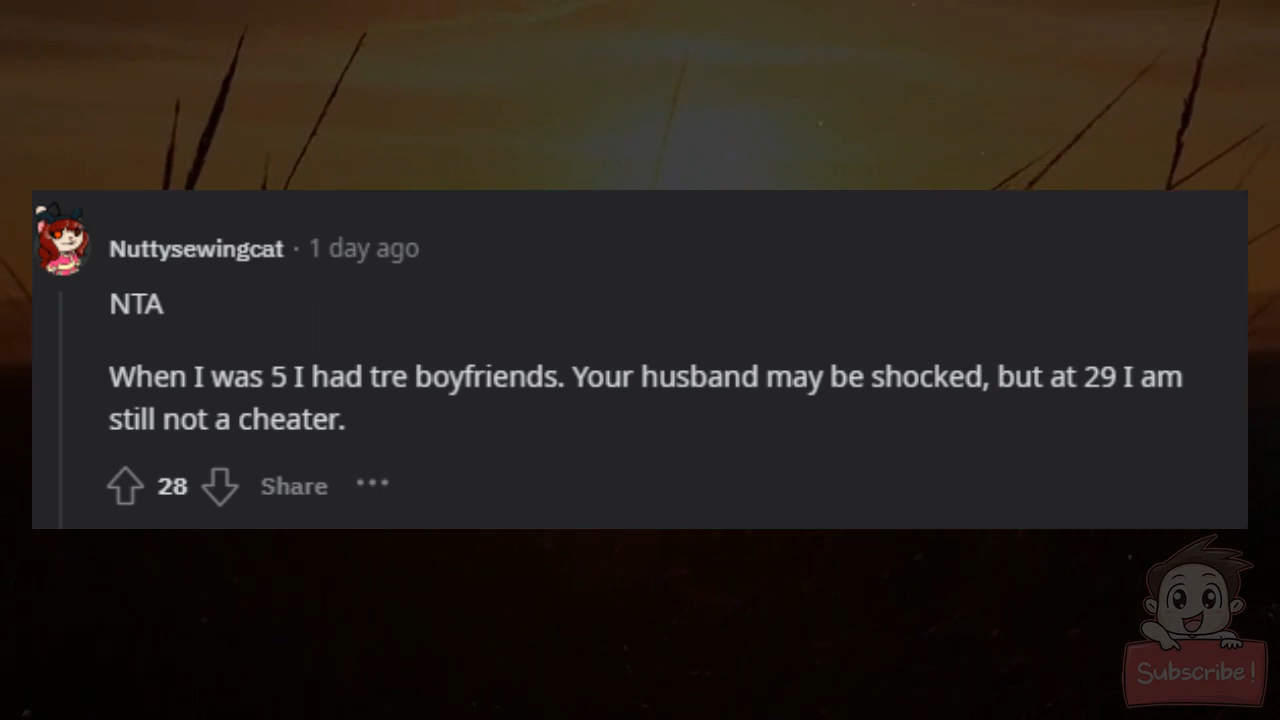 Nuttysewingcat · 1 day ago
NTA
When I was 5 I had tre boyfriends. Your husband may be shocked, but at 29 I am
still not a cheater.
28 Share ···
Subscribe!